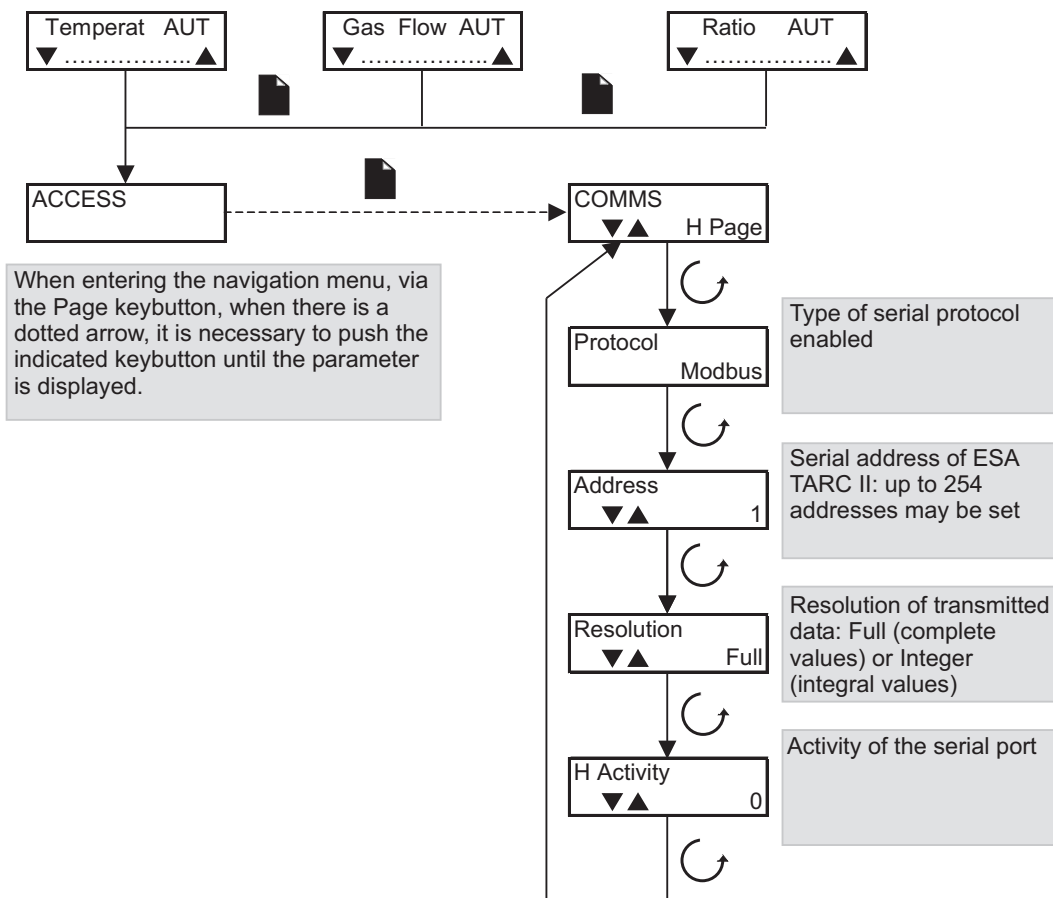 Temperat AUT
.................
Gas Flow AUT
.................
Ratio AUT
.................
ACCESS
COMMS
H Page
When entering the navigation menu, via
the Page keybutton, when there is a
dotted arrow, it is necessary to push the
indicated keybutton until the parameter
is displayed.
Protocol
Modbus
Type of serial protocol
enabled
Address
1
Serial address of ESA
TARC II: up to 254
addresses may be set
Resolution
Full
Resolution of transmitted
data: Full (complete
values) or Integer
(integral values)
H Activity
0
Activity of the serial port